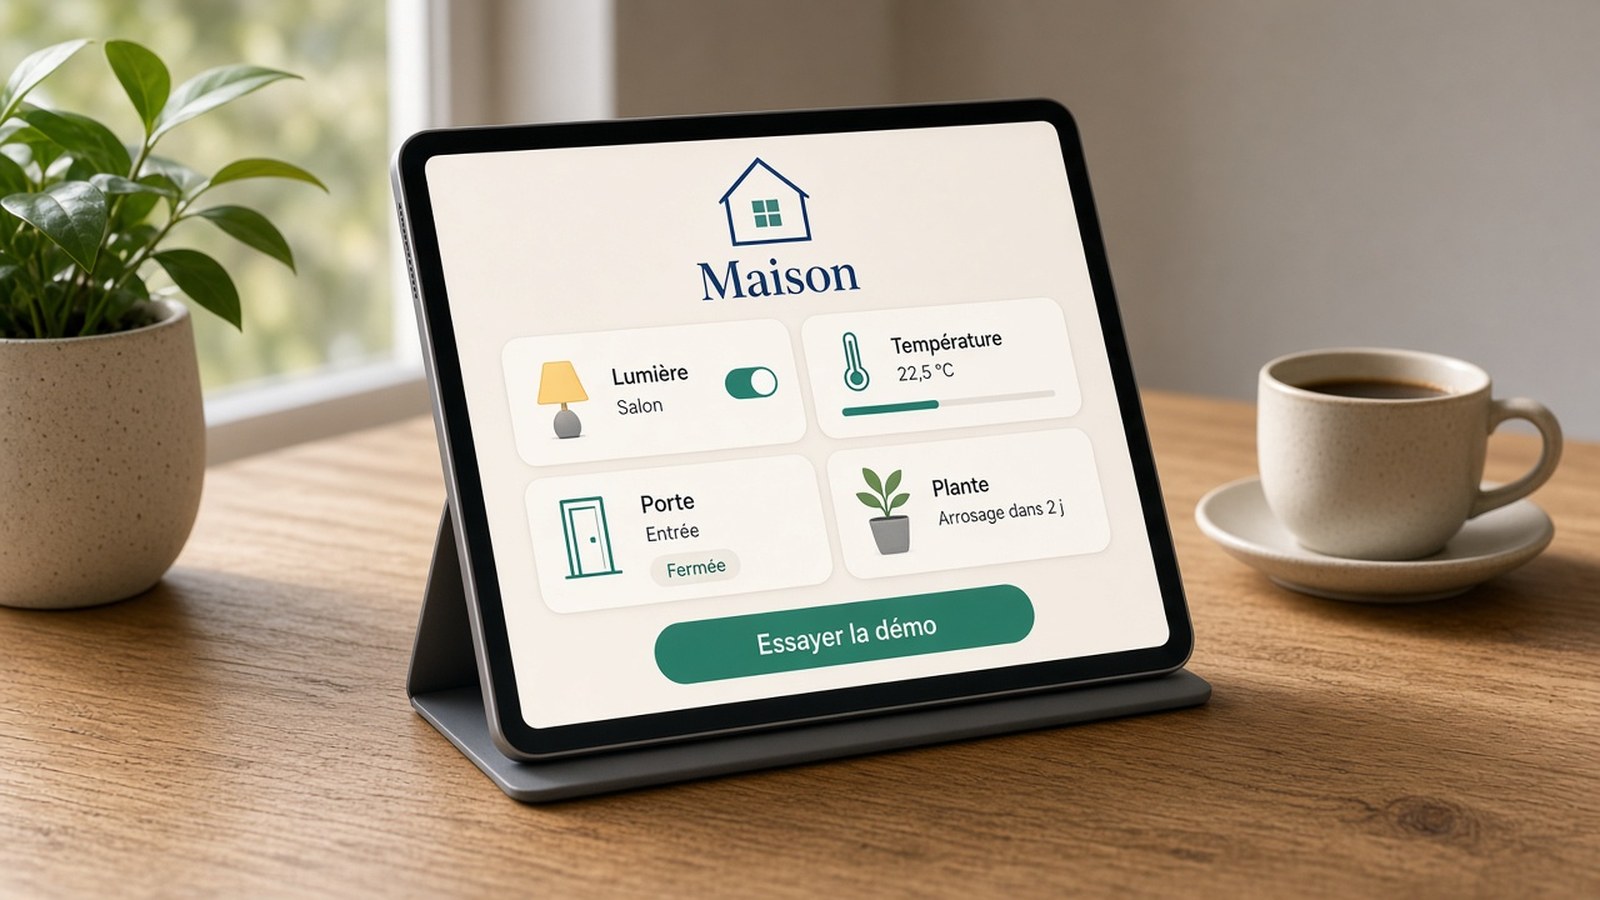 Maison
Lumière
Salon
Température
22,5 °C
Porte
Entrée
Fermée
Plante
Arrosage dans 2 j
Essayer la démo